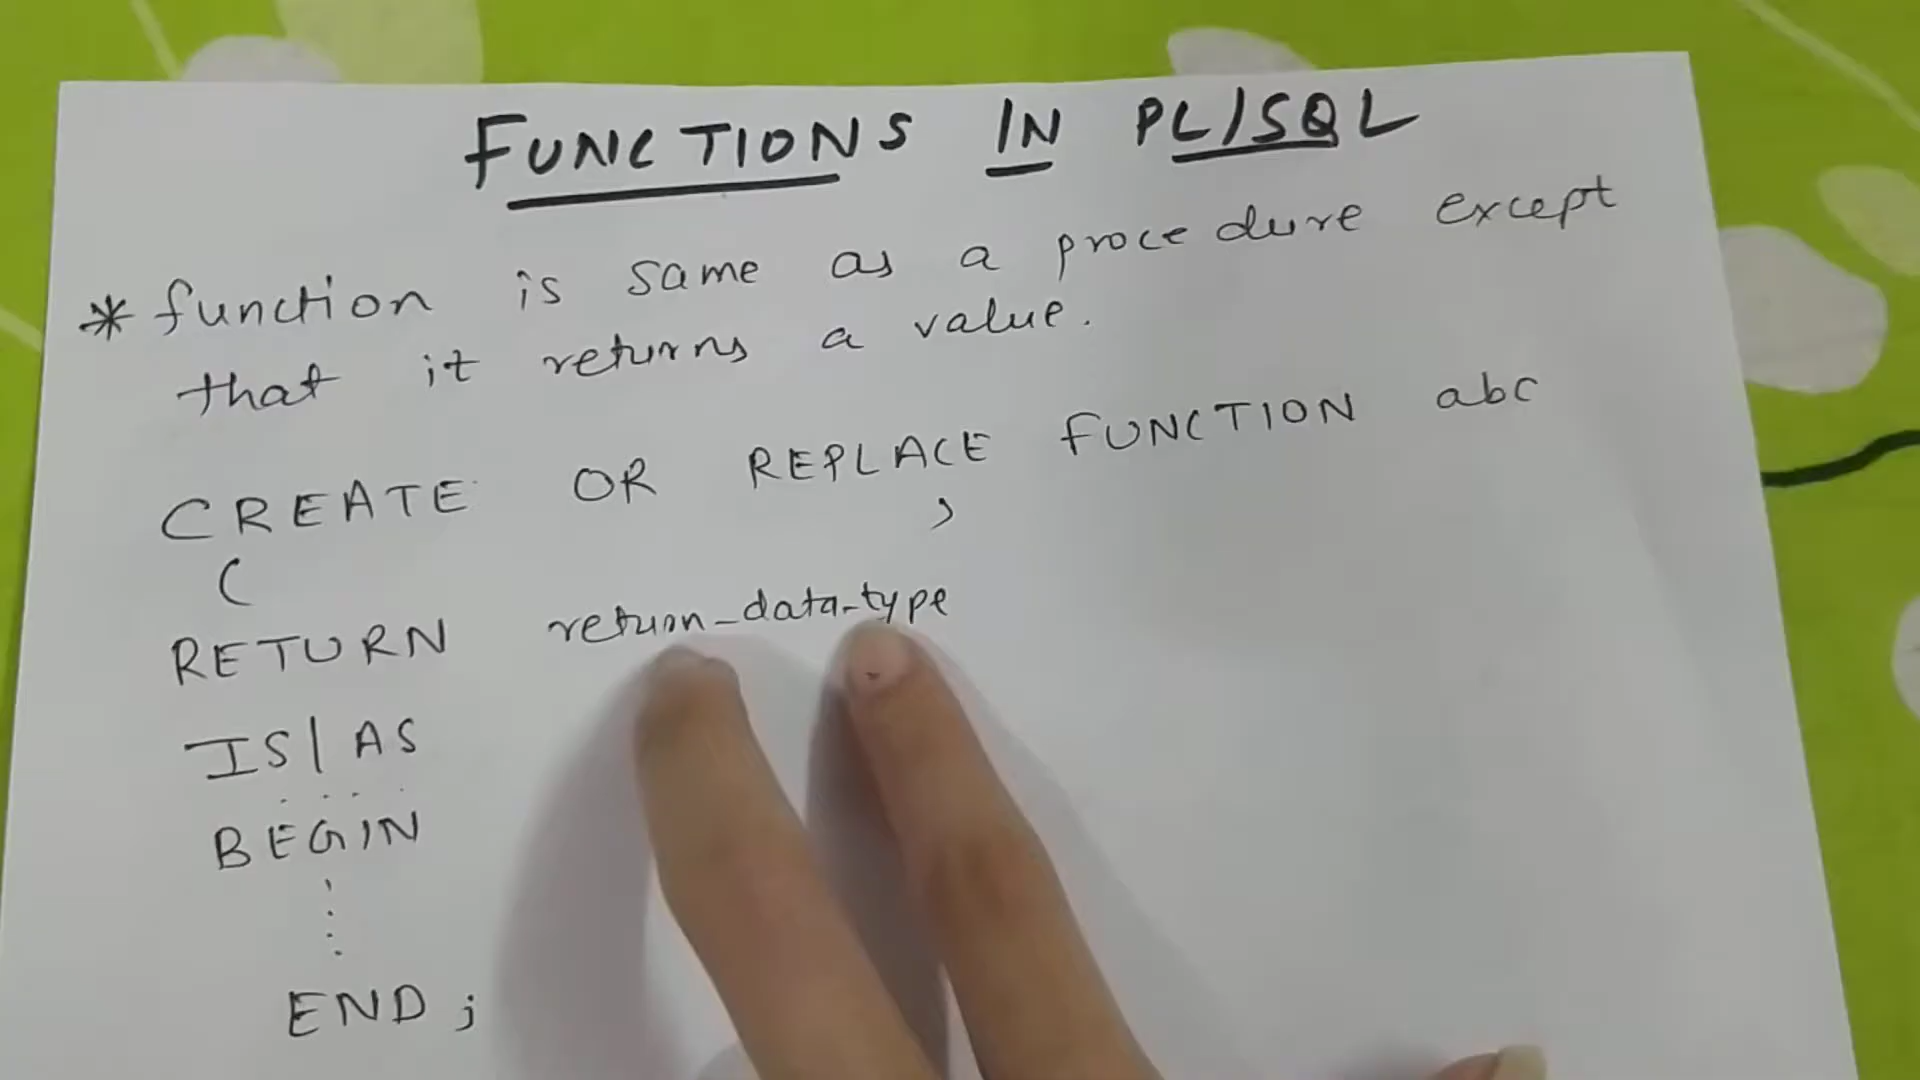 FUNCTIONS IN PL/SQL
* function is same as a procedure except
that it returns a value.
CREATE OR REPLACE FUNCTION abc
( )
RETURN return_data_type
IS|AS
....
BEGIN
....
END;